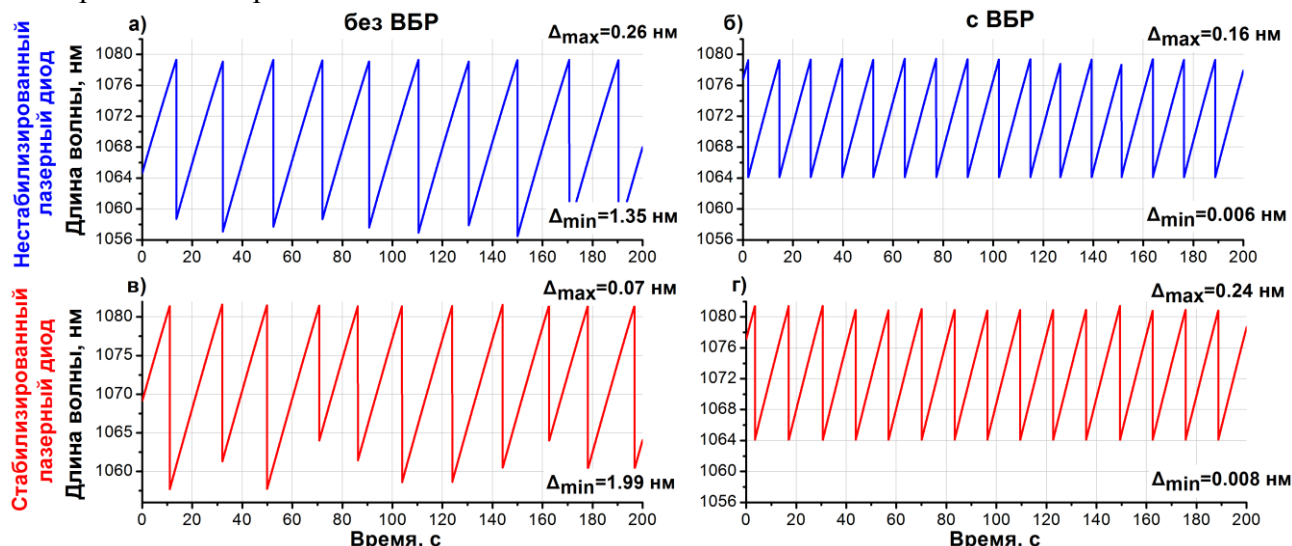 без ВБР
с ВБР
а)
Δmax=0.26 нм
б)
Δmax=0.16 нм
Нестабилизированный
лазерный диод
Длина волны, нм
1080
1076
1072
1068
1064
1060
1056
Δmin=1.35 нм
0 20 40 60 80 100 120 140 160 180 200
1080
1076
1072
1068
1064
1060
1056
Δmin=0.006 нм
0 20 40 60 80 100 120 140 160 180 200
в)
Δmax=0.07 нм
г)
Δmax=0.24 нм
Стабилизированный
лазерный диод
Длина волны, нм
1080
1075
1070
1065
1060
Δmin=1.99 нм
0 20 40 60 80 100 120 140 160 180 200
Время, с
1080
1076
1072
1068
1064
1060
1056
Δmin=0.008 нм
0 20 40 60 80 100 120 140 160 180 200
Время, с